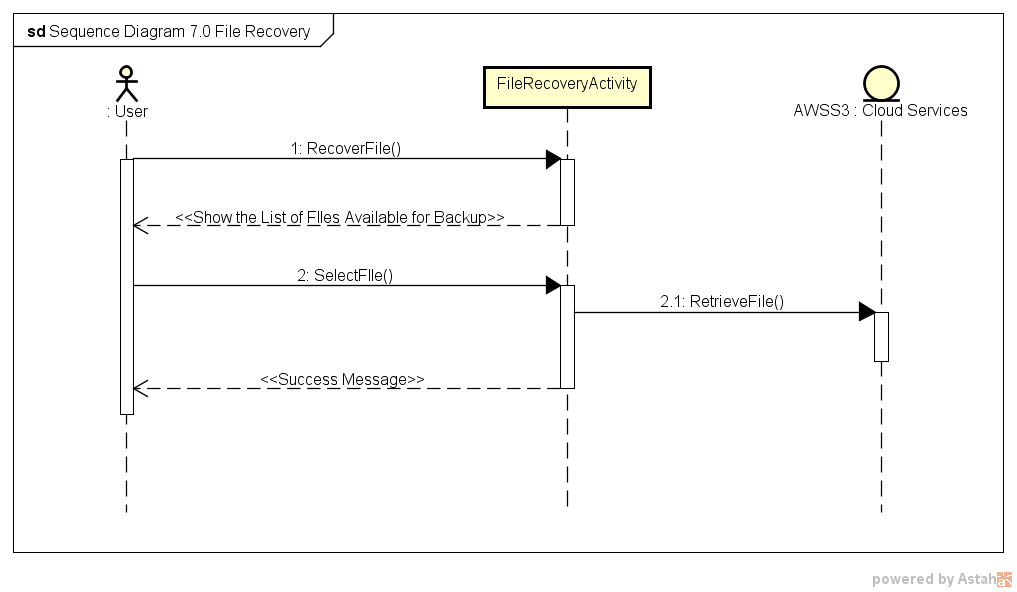 sd Sequence Diagram 7.0 File Recovery
: User
FileRecoveryActivity
AWSS3 : Cloud Services
1: RecoverFile()
<<Show the List of FIles Available for Backup>>
2: SelectFIle()
2.1: RetrieveFile()
<<Success Message>>
powered by Astah